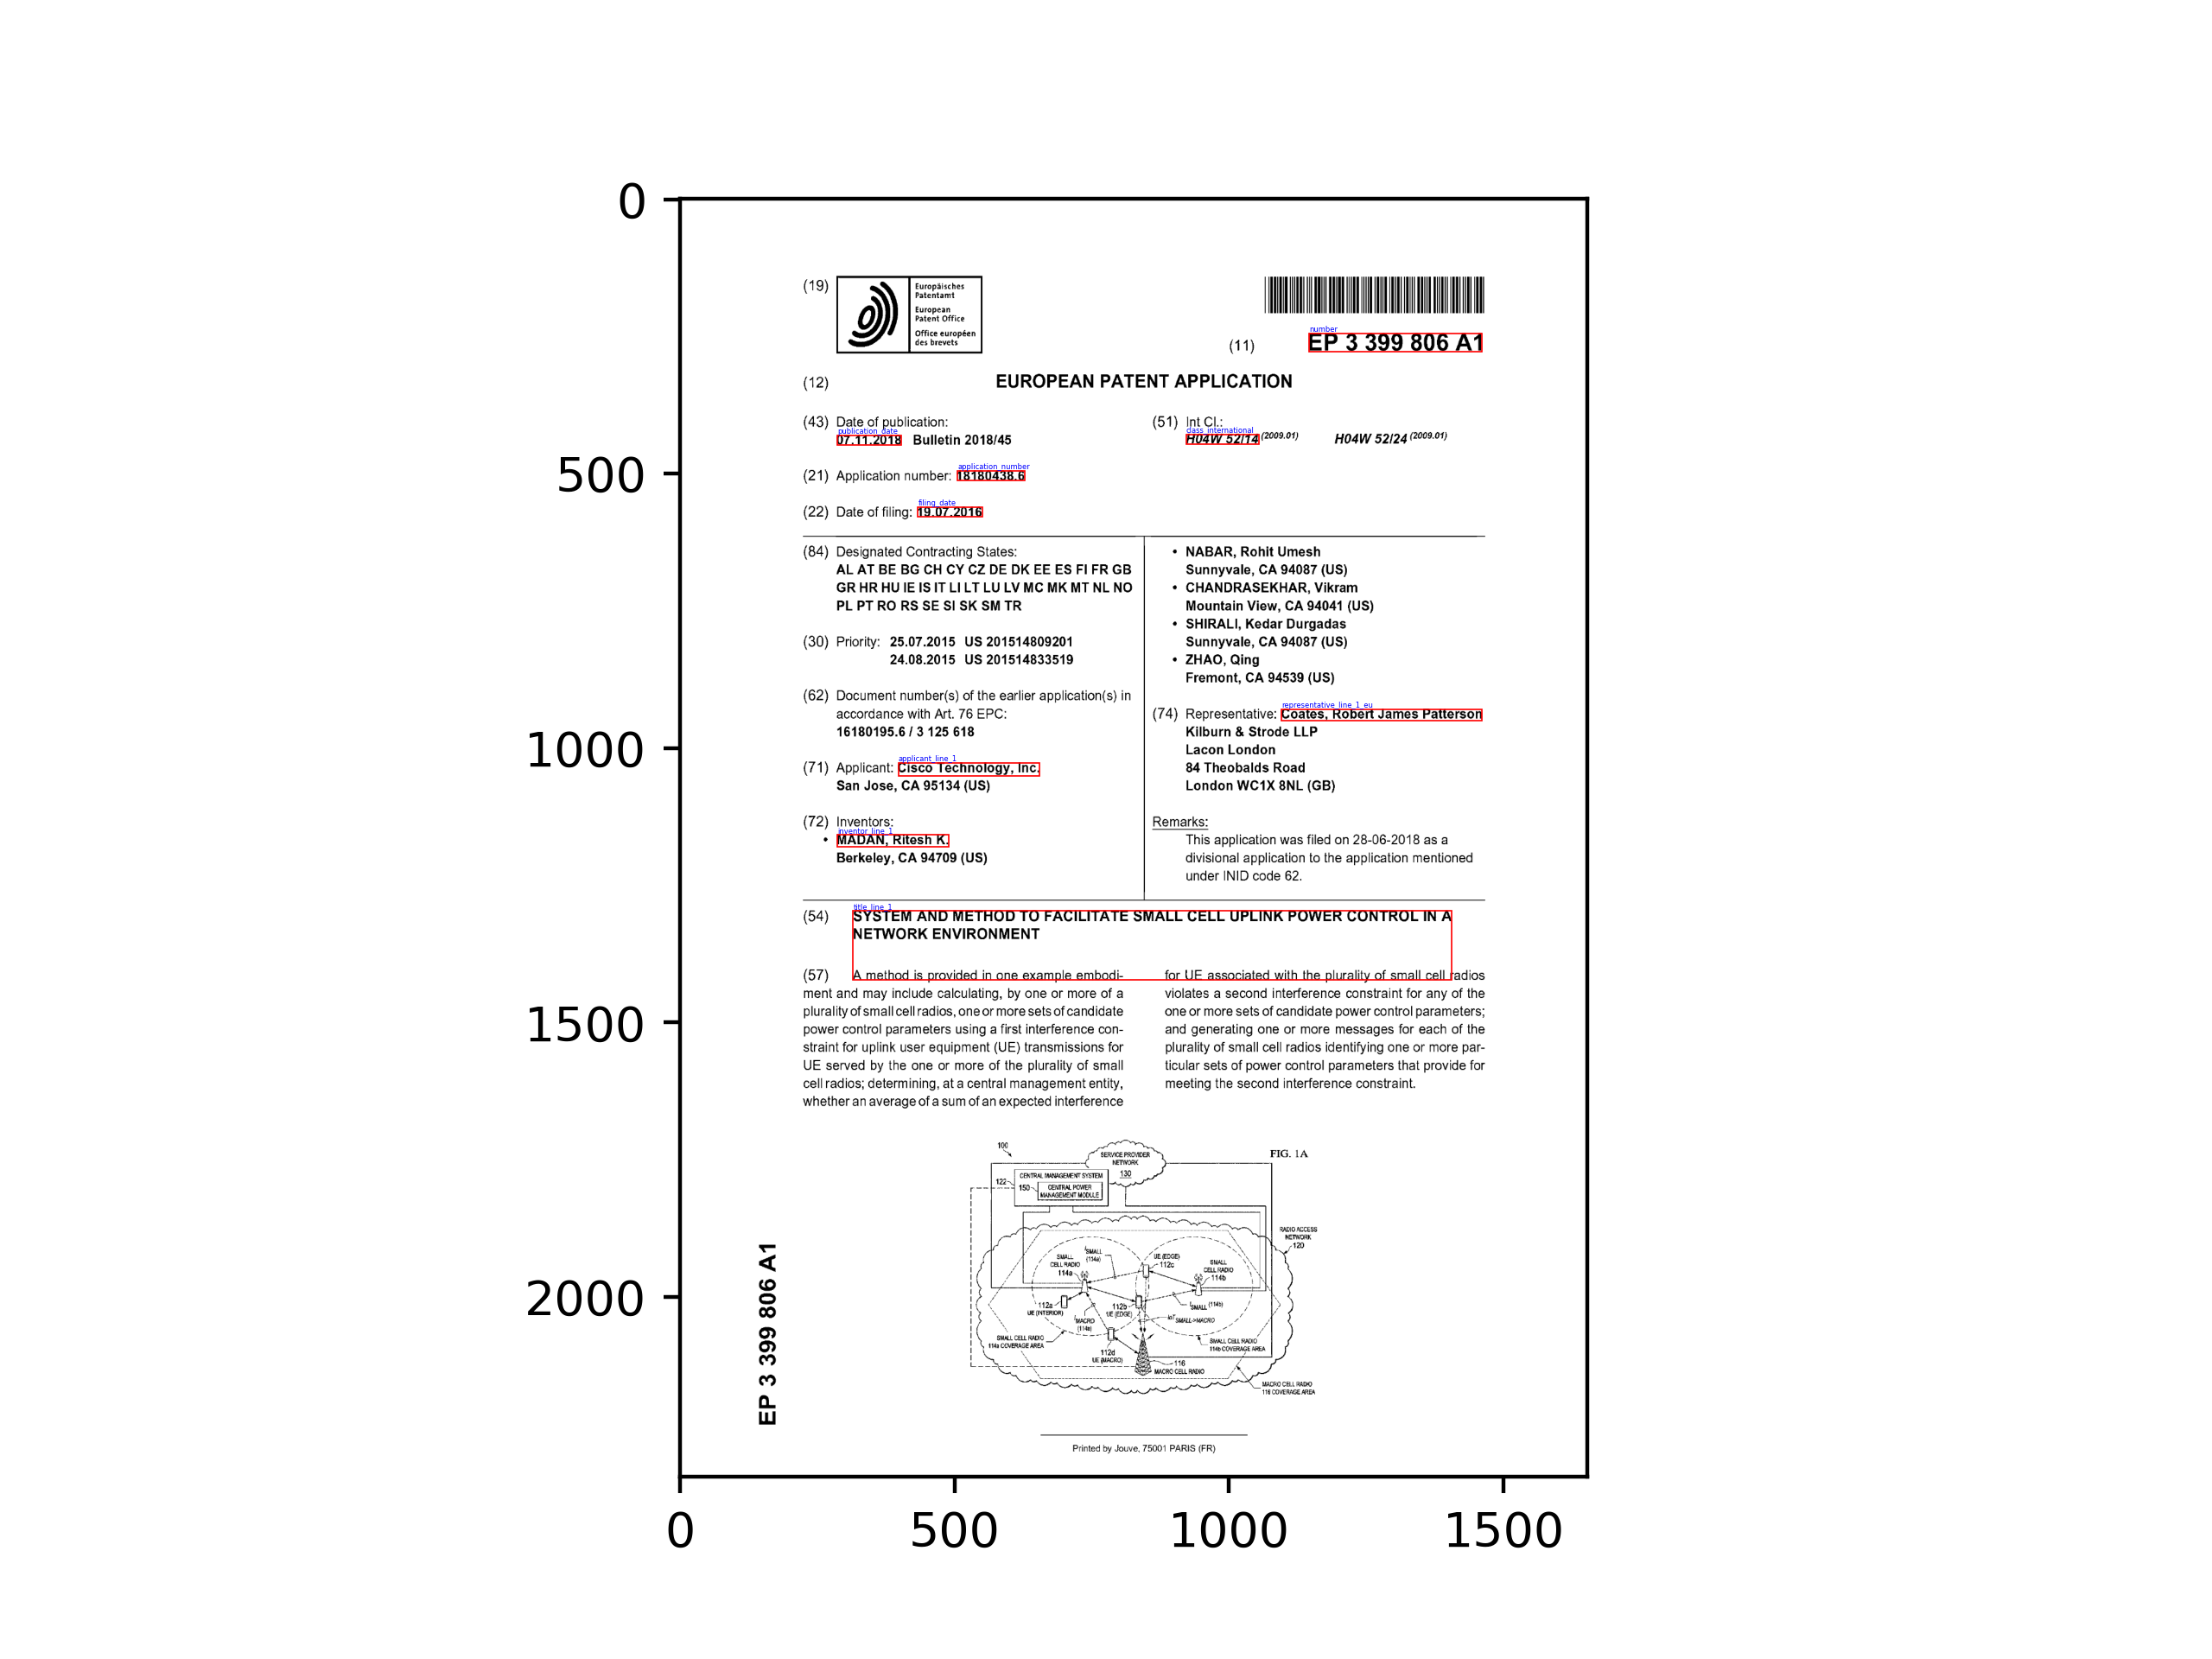 0
500
1000
1500
2000
0
500
1000
1500
(19)
Europäisches
Patentamt
European
Patent Office
Office européen
des brevets
number
(11)
EP 3 399 806 A1
(12)
EUROPEAN PATENT APPLICATION
(43) Date of publication:
publication_date
07.11.2018 Bulletin 2018/45
(51) Int Cl.:
class_international
H04W 52/14 (2009.01) H04W 52/24 (2009.01)
application_number
(21) Application number: 18180438.6
filing_date
(22) Date of filing: 19.07.2016
(84) Designated Contracting States:
AL AT BE BG CH CY CZ DE DK EE ES FI FR GB
GR HR HU IE IS IT LI LT LU LV MC MK MT NL NO
PL PT RO RS SE SI SK SM TR
(30) Priority: 25.07.2015 US 201514809201
24.08.2015 US 201514833519
(62) Document number(s) of the earlier application(s) in
accordance with Art. 76 EPC:
16180195.6 / 3 125 618
applicant_line_1
(71) Applicant: Cisco Technology, Inc.
San Jose, CA 95134 (US)
(72) Inventors:
inventor_line_1
• MADAN, Ritesh K.
Berkeley, CA 94709 (US)
• NABAR, Rohit Umesh
Sunnyvale, CA 94087 (US)
• CHANDRASEKHAR, Vikram
Mountain View, CA 94041 (US)
• SHIRALI, Kedar Durgadas
Sunnyvale, CA 94087 (US)
• ZHAO, Qing
Fremont, CA 94539 (US)
representative_line_1_eu
(74) Representative: Coates, Robert James Patterson
Kilburn & Strode LLP
Lacon London
84 Theobalds Road
London WC1X 8NL (GB)
Remarks:
This application was filed on 28-06-2018 as a
divisional application to the application mentioned
under INID code 62.
title_line_1
(54) SYSTEM AND METHOD TO FACILITATE SMALL CELL UPLINK POWER CONTROL IN A
NETWORK ENVIRONMENT
(57) A method is provided in one example embodi-
ment and may include calculating, by one or more of a
plurality of small cell radios, one or more sets of candidate
power control parameters using a first interference con-
straint for uplink user equipment (UE) transmissions for
UE served by the one or more of the plurality of small
cell radios; determining, at a central management entity,
whether an average of a sum of an expected interference
for UE associated with the plurality of small cell radios
violates a second interference constraint for any of the
one or more sets of candidate power control parameters;
and generating one or more messages for each of the
plurality of small cell radios identifying one or more par-
ticular sets of power control parameters that provide for
meeting the second interference constraint.
100
SERVICE PROVIDER
NETWORK
130
FIG. 1A
122
CENTRAL MANAGEMENT SYSTEM
150
CENTRAL POWER
MANAGEMENT MODULE
RADIO ACCESS
NETWORK
120
SMALL
CELL RADIO
114a
I SMALL
(114a)
UE (EDGE)
112c
SMALL
CELL RADIO
114b
112a
UE (INTERIOR)
112b
UE (EDGE)
I SMALL (114b)
I MACRO
(114a)
IoT SMALL->MACRO
SMALL CELL RADIO
114a COVERAGE AREA
SMALL CELL RADIO
114b COVERAGE AREA
112d
UE (MACRO)
116
MACRO CELL RADIO
MACRO CELL RADIO
116 COVERAGE AREA
EP 3 399 806 A1
Printed by Jouve, 75001 PARIS (FR)